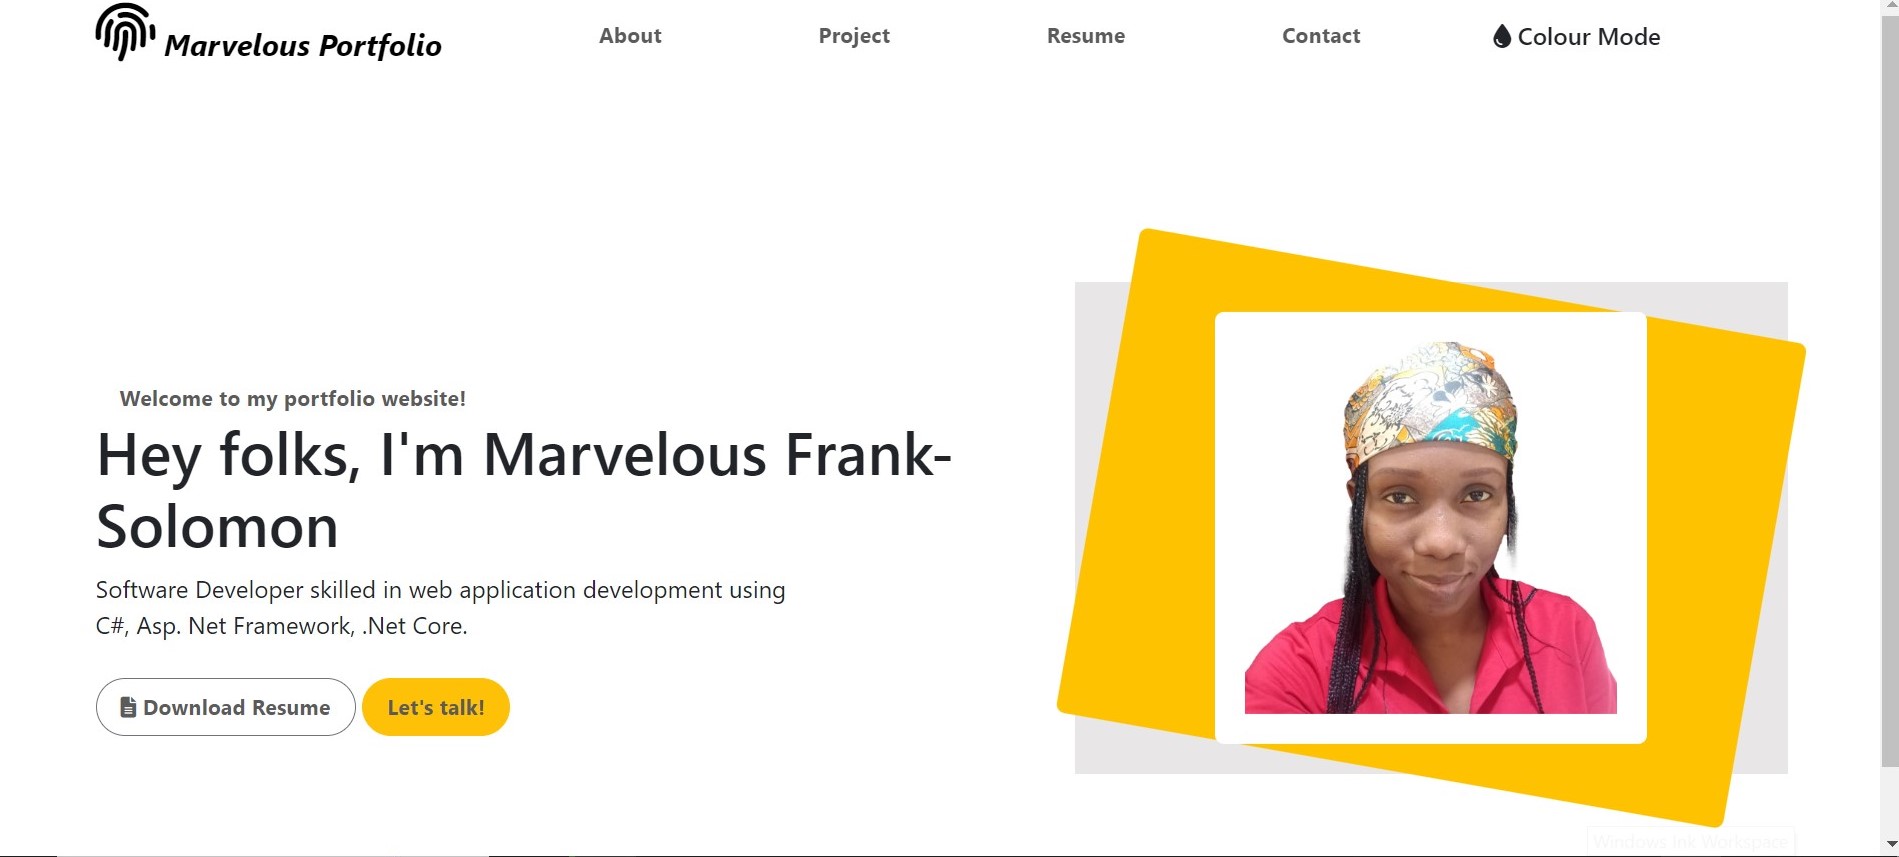 Marvelous Portfolio
About
Project
Resume
Contact
Colour Mode
Welcome to my portfolio website!
Hey folks, I'm Marvelous Frank-
Solomon
Software Developer skilled in web application development using
C#, Asp. Net Framework, .Net Core.
Download Resume
Let's talk!
Windows Ink Workspace